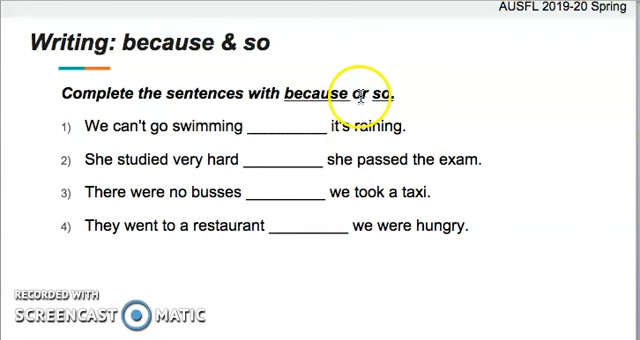 AUSFL 2019-20 Spring
Writing: because & so
Complete the sentences with because or so.
1) We can't go swimming _________ it's raining.
2) She studied very hard _________ she passed the exam.
3) There were no busses _________ we took a taxi.
4) They went to a restaurant _________ we were hungry.
RECORDED WITH
SCREENCAST MATIC